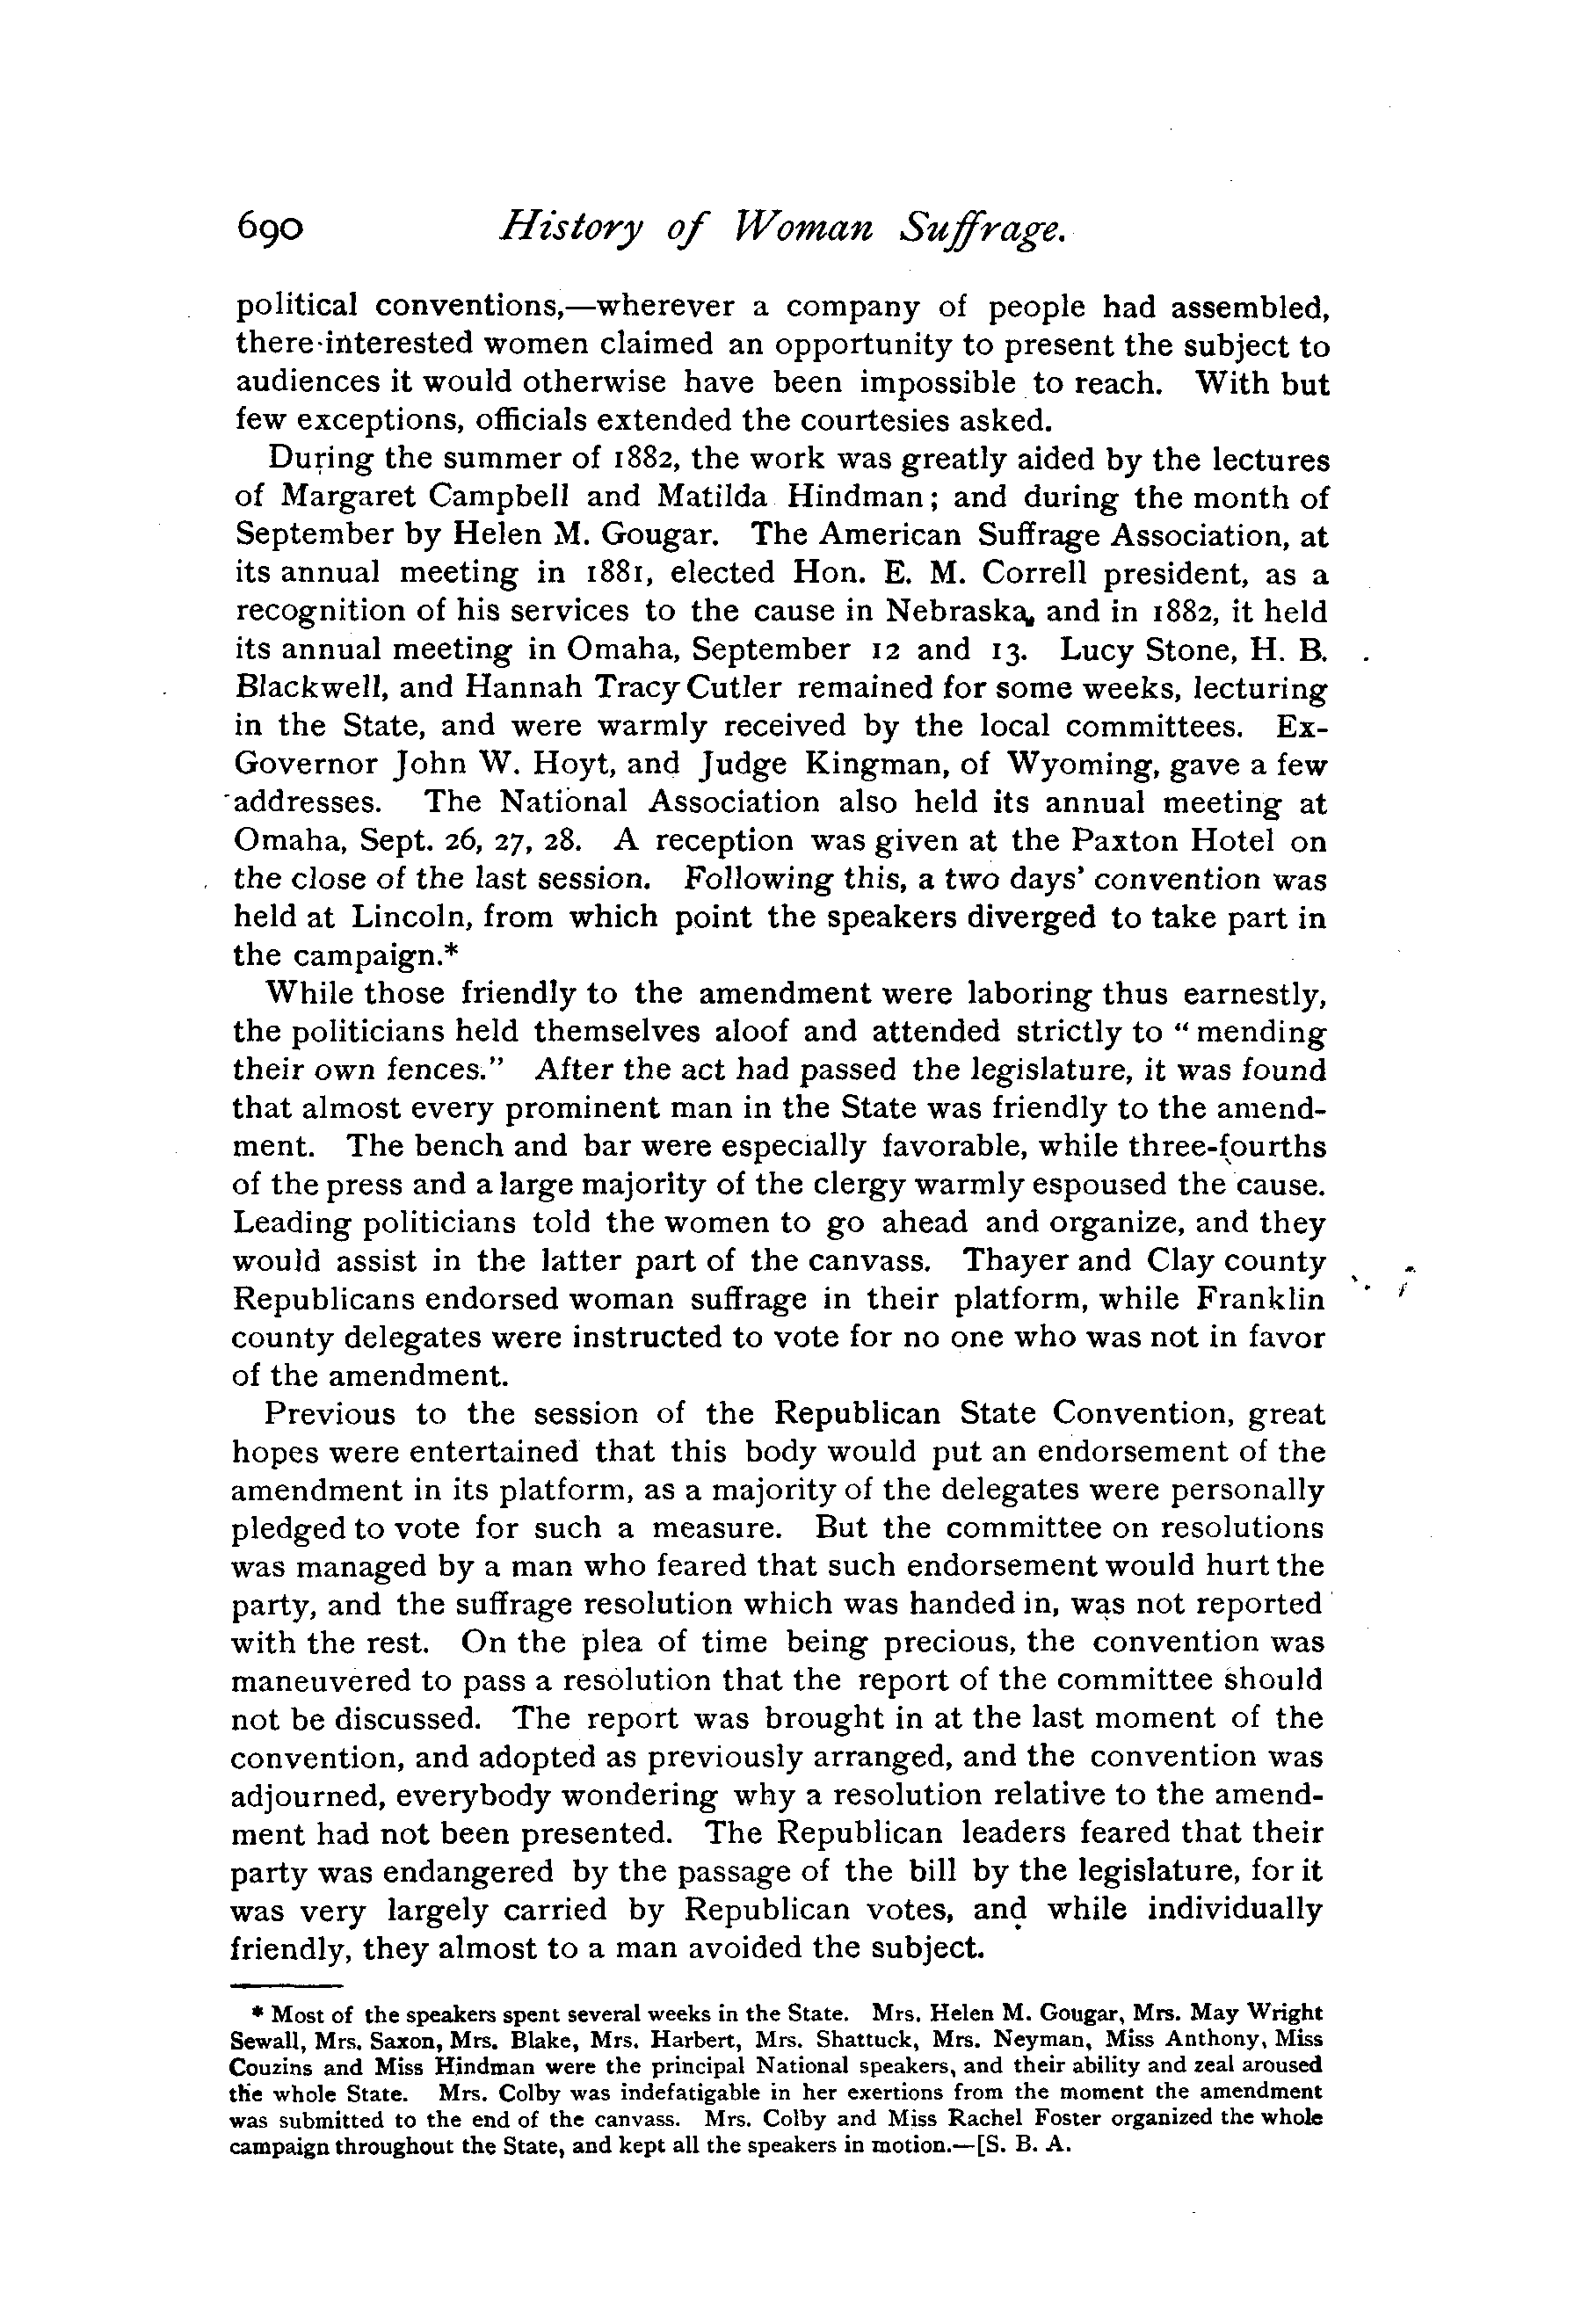 690 History of Woman Suffrage.
political conventions,—wherever a company of people had assembled,
there interested women claimed an opportunity to present the subject to
audiences it would otherwise have been impossible to reach. With but
few exceptions, officials extended the courtesies asked.
During the summer of 1882, the work was greatly aided by the lectures
of Margaret Campbell and Matilda Hindman; and during the month of
September by Helen M. Gougar. The American Suffrage Association, at
its annual meeting in 1881, elected Hon. E. M. Correll president, as a
recognition of his services to the cause in Nebraska, and in 1882, it held
its annual meeting in Omaha, September 12 and 13. Lucy Stone, H. B.
Blackwell, and Hannah Tracy Cutler remained for some weeks, lecturing
in the State, and were warmly received by the local committees. Ex-
Governor John W. Hoyt, and Judge Kingman, of Wyoming, gave a few
addresses. The National Association also held its annual meeting at
Omaha, Sept. 26, 27, 28. A reception was given at the Paxton Hotel on
the close of the last session. Following this, a two days' convention was
held at Lincoln, from which point the speakers diverged to take part in
the campaign.*
While those friendly to the amendment were laboring thus earnestly,
the politicians held themselves aloof and attended strictly to "mending
their own fences." After the act had passed the legislature, it was found
that almost every prominent man in the State was friendly to the amend-
ment. The bench and bar were especially favorable, while three-fourths
of the press and a large majority of the clergy warmly espoused the cause.
Leading politicians told the women to go ahead and organize, and they
would assist in the latter part of the canvass. Thayer and Clay county
Republicans endorsed woman suffrage in their platform, while Franklin
county delegates were instructed to vote for no one who was not in favor
of the amendment.
Previous to the session of the Republican State Convention, great
hopes were entertained that this body would put an endorsement of the
amendment in its platform, as a majority of the delegates were personally
pledged to vote for such a measure. But the committee on resolutions
was managed by a man who feared that such endorsement would hurt the
party, and the suffrage resolution which was handed in, was not reported
with the rest. On the plea of time being precious, the convention was
maneuvered to pass a resolution that the report of the committee should
not be discussed. The report was brought in at the last moment of the
convention, and adopted as previously arranged, and the convention was
adjourned, everybody wondering why a resolution relative to the amend-
ment had not been presented. The Republican leaders feared that their
party was endangered by the passage of the bill by the legislature, for it
was very largely carried by Republican votes, and while individually
friendly, they almost to a man avoided the subject.
* Most of the speakers spent several weeks in the State. Mrs. Helen M. Gougar, Mrs. May Wright
Sewall, Mrs. Saxon, Mrs. Blake, Mrs. Harbert, Mrs. Shattuck, Mrs. Neyman, Miss Anthony, Miss
Couzins and Miss Hindman were the principal National speakers, and their ability and zeal aroused
the whole State. Mrs. Colby was indefatigable in her exertions from the moment the amendment
was submitted to the end of the canvass. Mrs. Colby and Miss Rachel Foster organized the whole
campaign throughout the State, and kept all the speakers in motion.—[S. B. A.